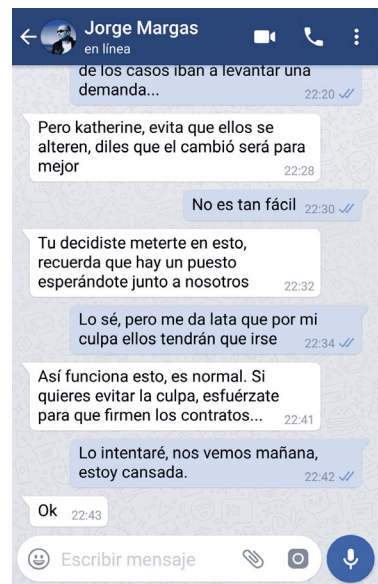 Jorge Margas
en línea
de los casos iban a levantar una
demanda...
22:20
Pero katherine, evita que ellos se
alteren, diles que el cambió será para
mejor
22:28
No es tan fácil 22:30
Tu decidiste meterte en esto,
recuerda que hay un puesto
esperándote junto a nosotros
22:32
Lo sé, pero me da lata que por mi
culpa ellos tendrán que irse
22:34
Así funciona esto, es normal. Si
quieres evitar la culpa, esfuérzate
para que firmen los contratos...
22:41
Lo intentaré, nos vemos mañana,
estoy cansada.
22:42
Ok 22:43
Escribir mensaje